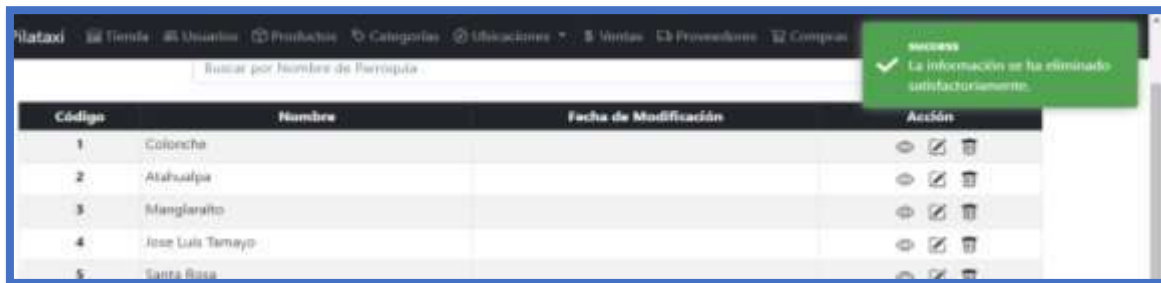 Pilataxi Tienda Usuarios Productos Categorías Ubicaciones $ Ventas Proveedores Compras
success
La información se ha eliminado
satisfactoriamente.
Buscar por Nombre de Parroquia
Código Nombre Fecha de Modificación Acción
1 Colonche
2 Atahualpa
3 Manglaralto
4 Jose Luis Tamayo
5 Santa Rosa